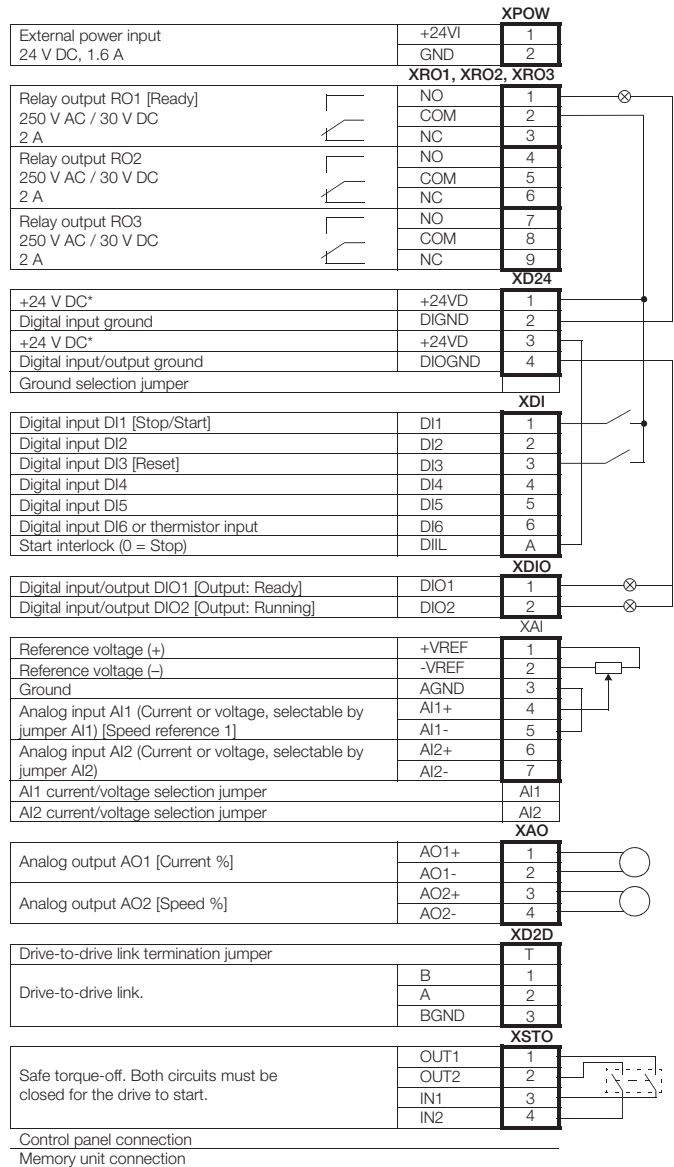 XPOW
External power input +24VI 1
24 V DC, 1.6 A GND 2
XRO1, XRO2, XRO3
Relay output RO1 [Ready] NO 1
250 V AC / 30 V DC COM 2
2 A NC 3
Relay output RO2 NO 4
250 V AC / 30 V DC COM 5
2 A NC 6
Relay output RO3 NO 7
250 V AC / 30 V DC COM 8
2 A NC 9
XD24
+24 V DC* +24VD 1
Digital input ground DIGND 2
+24 V DC* +24VD 3
Digital input/output ground DIOGND 4
Ground selection jumper
XDI
Digital input DI1 [Stop/Start] DI1 1
Digital input DI2 DI2 2
Digital input DI3 [Reset] DI3 3
Digital input DI4 DI4 4
Digital input DI5 DI5 5
Digital input DI6 or thermistor input DI6 6
Start interlock (0 = Stop) DIIL A
XDIO
Digital input/output DIO1 [Output: Ready] DIO1 1
Digital input/output DIO2 [Output: Running] DIO2 2
XAI
Reference voltage (+) +VREF 1
Reference voltage (–) -VREF 2
Ground AGND 3
Analog input AI1 (Current or voltage, selectable by AI1+ 4
jumper AI1) [Speed reference 1] AI1- 5
Analog input AI2 (Current or voltage, selectable by AI2+ 6
jumper AI2) AI2- 7
AI1 current/voltage selection jumper AI1
AI2 current/voltage selection jumper AI2
XAO
Analog output AO1 [Current %] AO1+ 1
AO1- 2
Analog output AO2 [Speed %] AO2+ 3
AO2- 4
XD2D
Drive-to-drive link termination jumper T
Drive-to-drive link. B 1
A 2
BGND 3
XSTO
Safe torque-off. Both circuits must be OUT1 1
closed for the drive to start. OUT2 2
IN1 3
IN2 4
Control panel connection
Memory unit connection